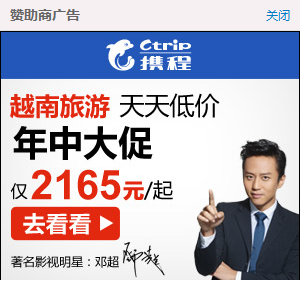 赞助商广告 关闭
Ctrip
携程
越南旅游 天天低价
年中大促
仅2165元/起
去看看
著名影视明星：邓超